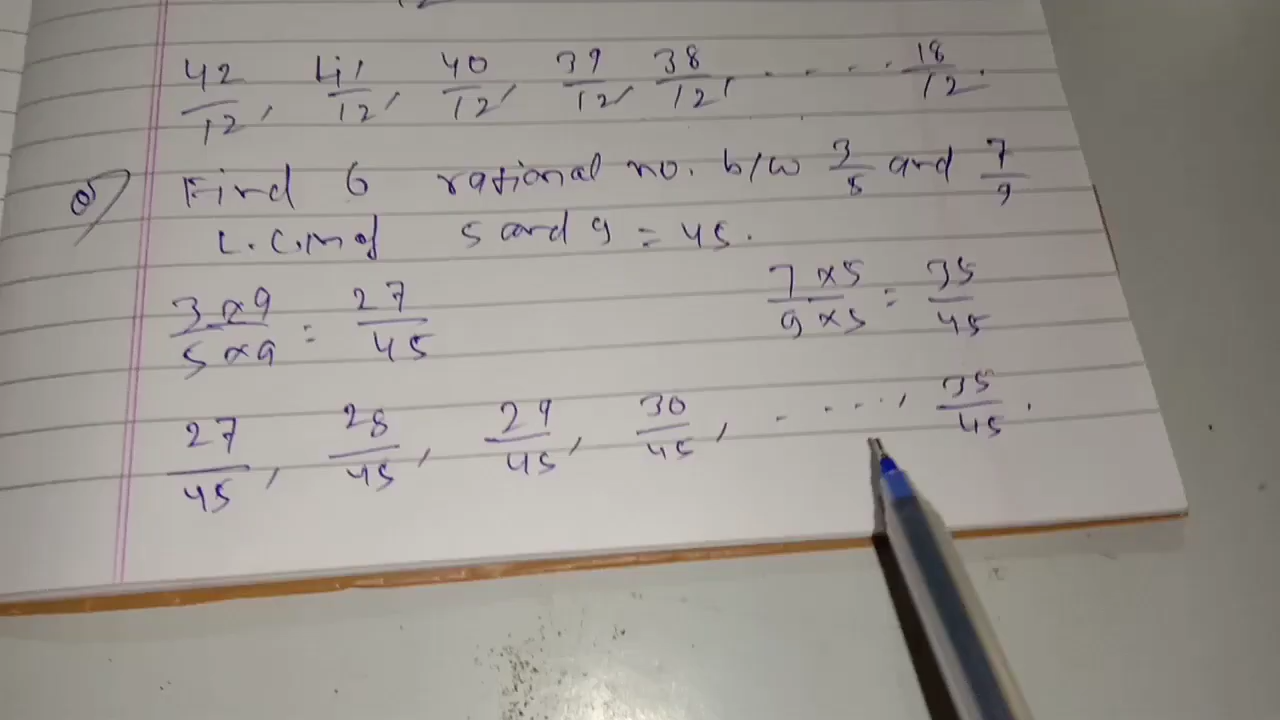 42/12, 41/12, 40/12, 39/12, 38/12, . . . . 18/12.
Q) Find 6 rational no. b/w 3/5 and 7/9
L.C.M of 5 and 9 = 45.
3 x 9 / 5 x 9 = 27/45 7 x 5 / 9 x 5 = 35/45
27/45, 28/45, 29/45, 30/45, . . . . ., 35/45.